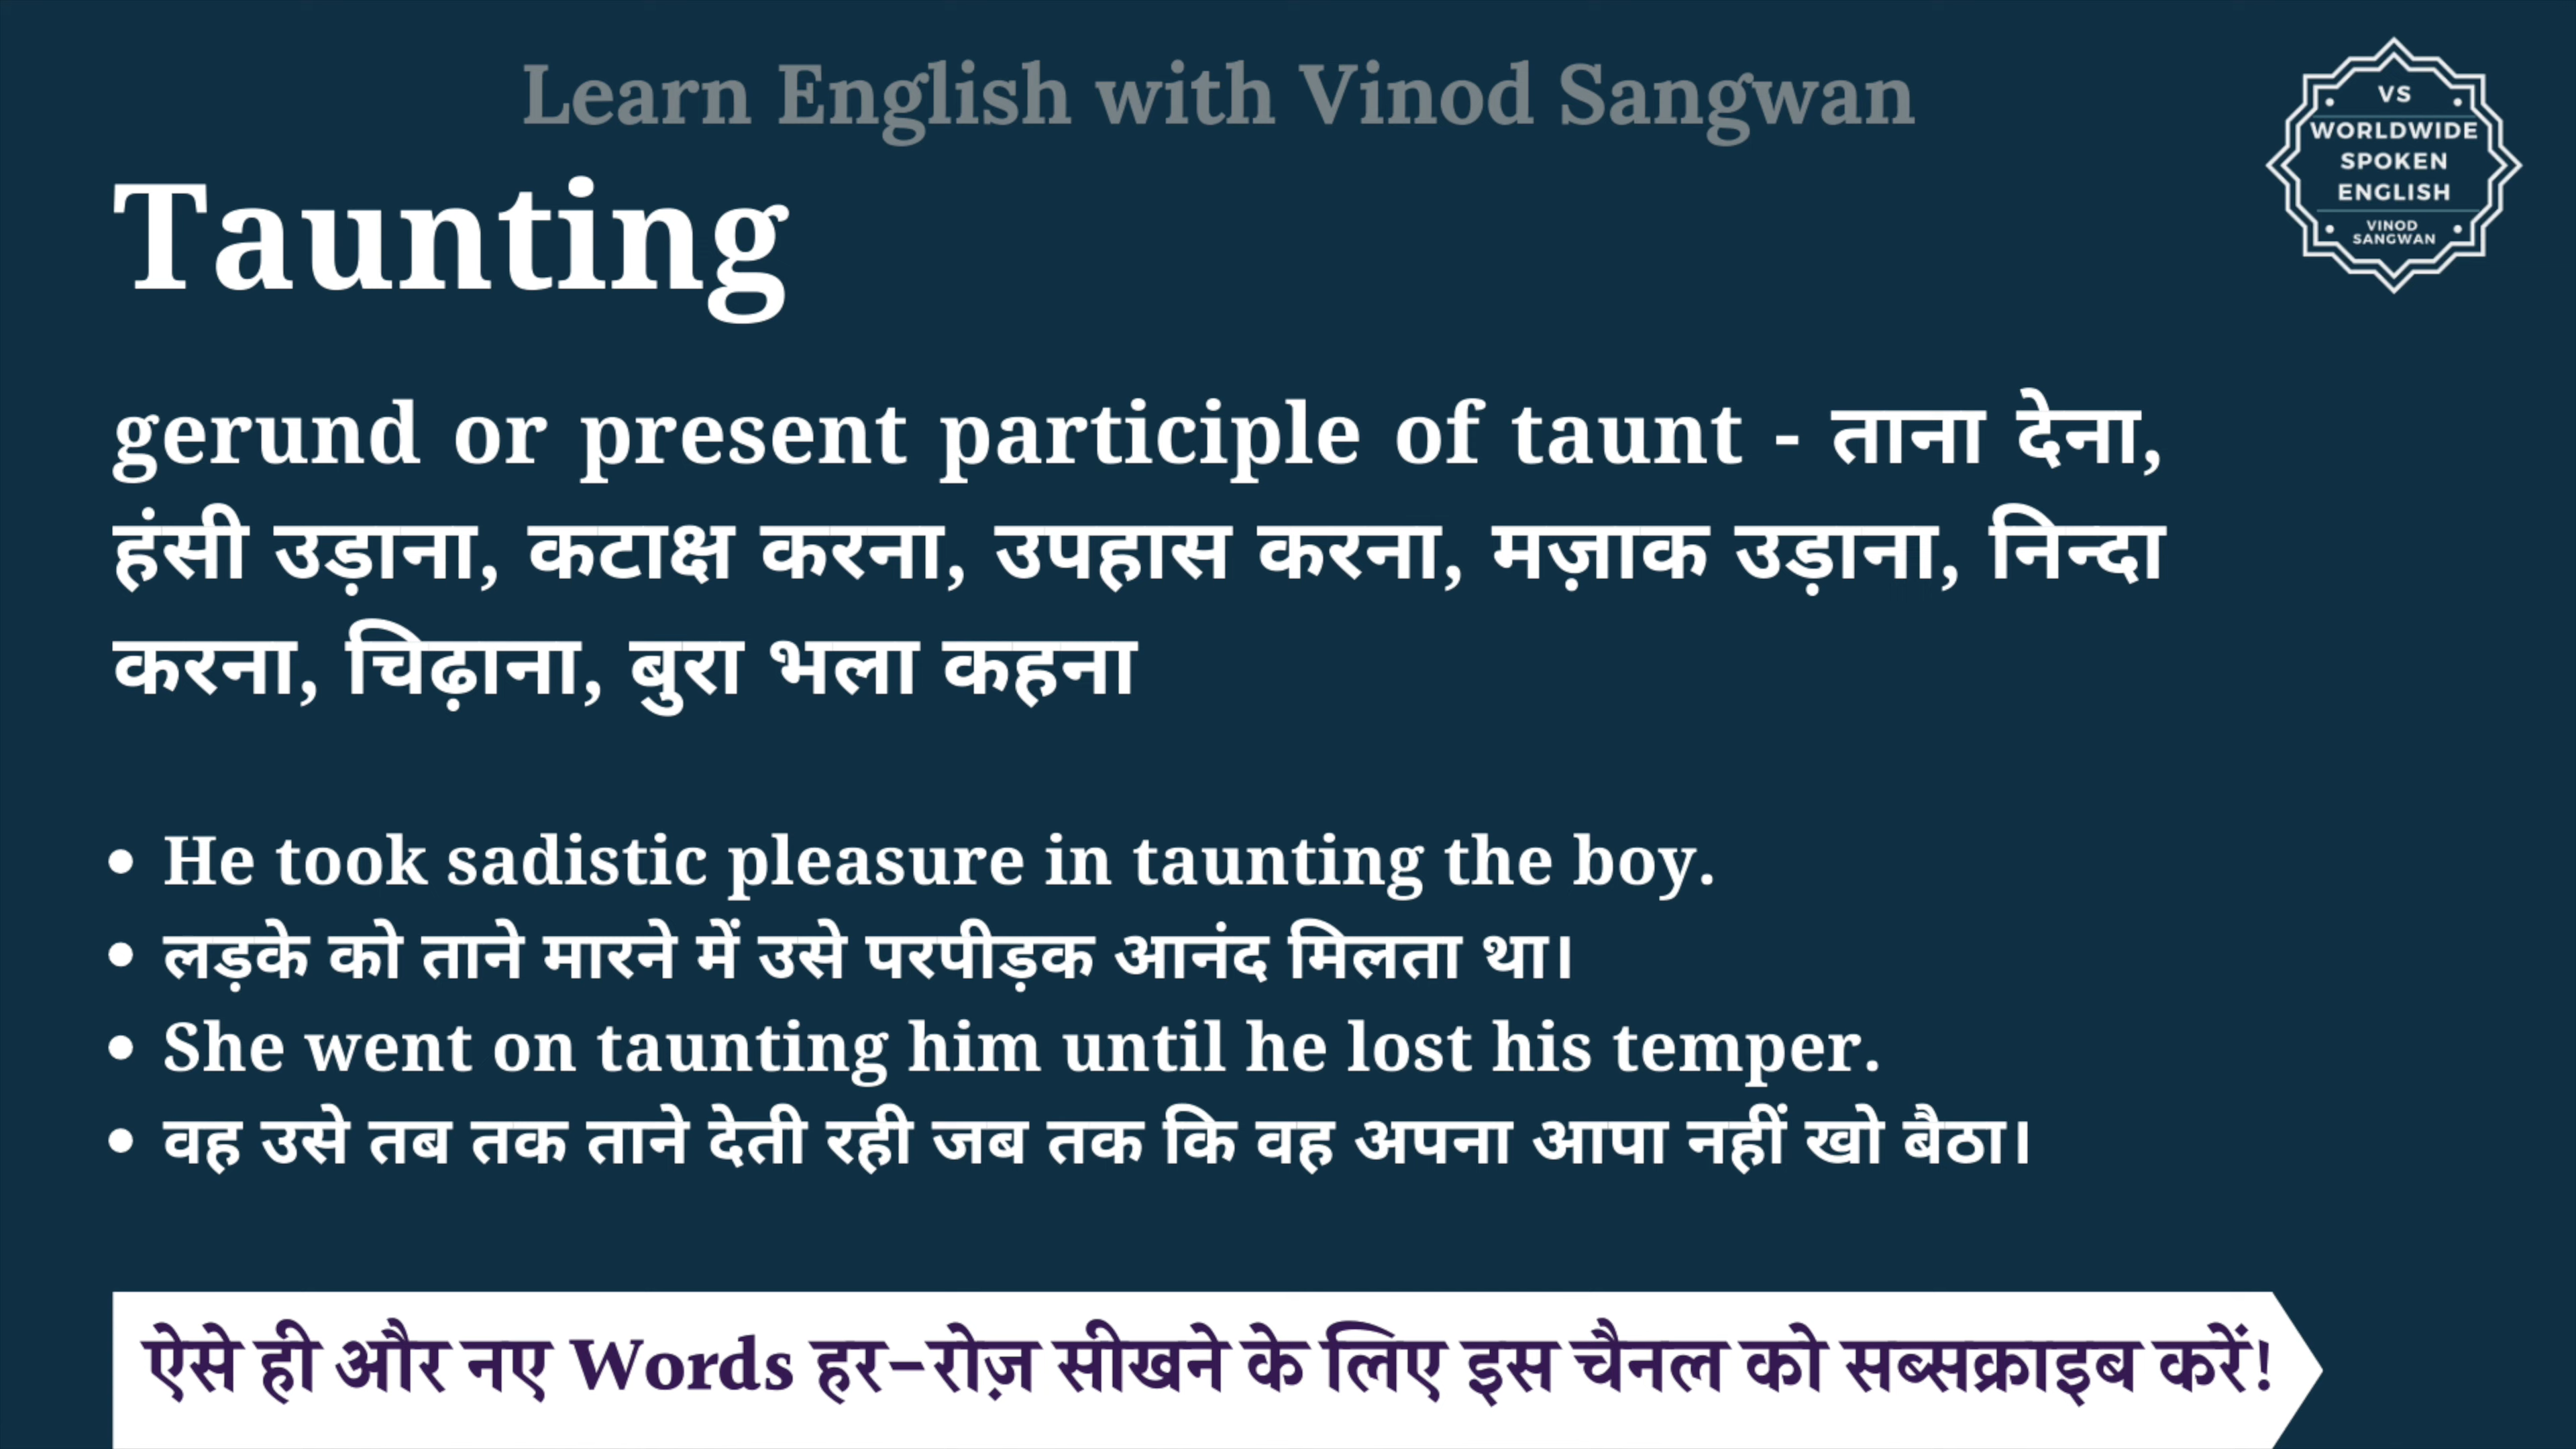 Learn English with Vinod Sangwan
VS
WORLDWIDE
SPOKEN
ENGLISH
VINOD
SANGWAN
Taunting
gerund or present participle of taunt - ताना देना,
हंसी उड़ाना, कटाक्ष करना, उपहास करना, मज़ाक उड़ाना, निन्दा
करना, चिढ़ाना, बुरा भला कहना
• He took sadistic pleasure in taunting the boy.
• लड़के को ताने मारने में उसे परपीड़क आनंद मिलता था।
• She went on taunting him until he lost his temper.
• वह उसे तब तक ताने देती रही जब तक कि वह अपना आपा नहीं खो बैठा।
ऐसे ही और नए Words हर-रोज़ सीखने के लिए इस चैनल को सब्सक्राइब करें!